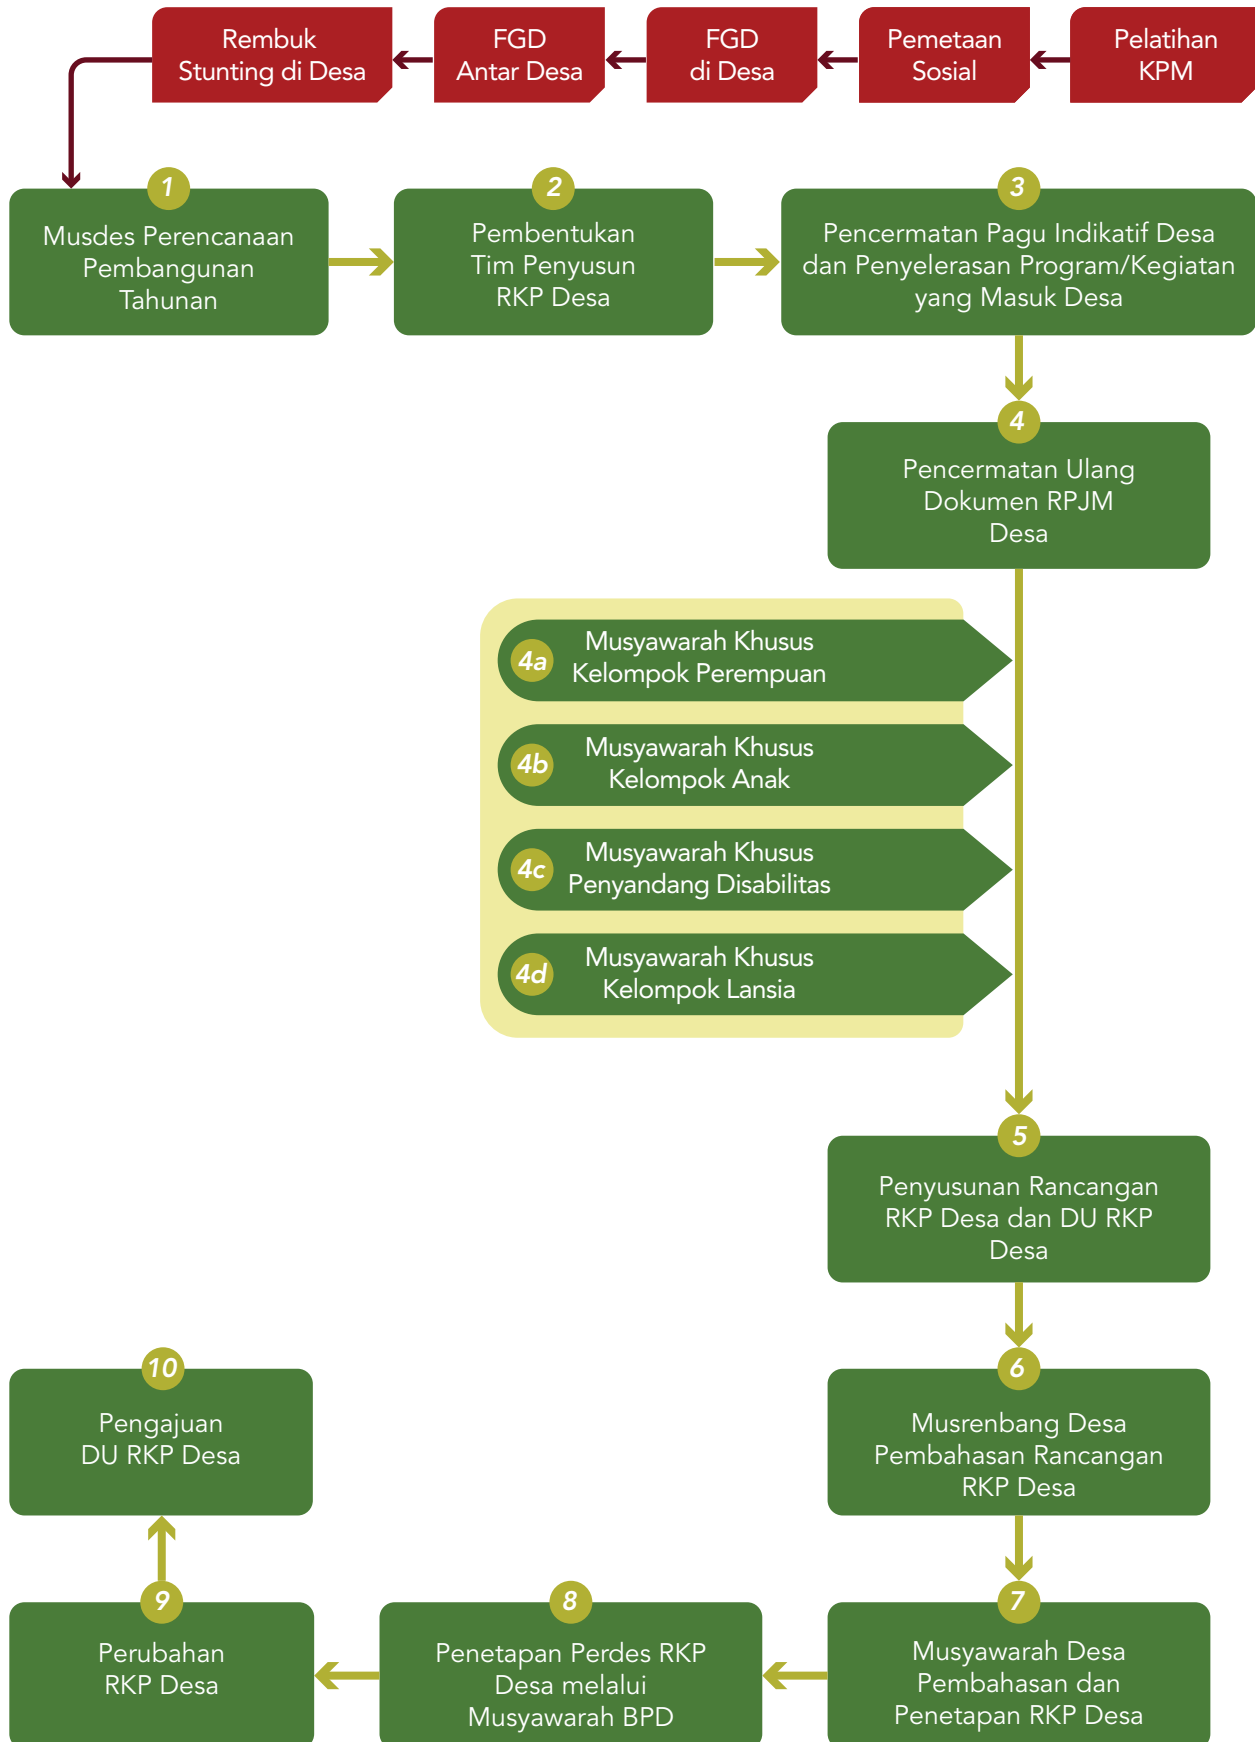 Rembuk
Stunting di Desa
FGD
Antar Desa
FGD
di Desa
Pemetaan
Sosial
Pelatihan
KPM
1
Musdes Perencanaan
Pembangunan
Tahunan
2
Pembentukan
Tim Penyusun
RKP Desa
3
Pencermatan Pagu Indikatif Desa
dan Penyelerasan Program/Kegiatan
yang Masuk Desa
4
Pencermatan Ulang
Dokumen RPJM
Desa
4a
Musyawarah Khusus
Kelompok Perempuan
4b
Musyawarah Khusus
Kelompok Anak
4c
Musyawarah Khusus
Penyandang Disabilitas
4d
Musyawarah Khusus
Kelompok Lansia
5
Penyusunan Rancangan
RKP Desa dan DU RKP
Desa
6
Musrenbang Desa
Pembahasan Rancangan
RKP Desa
7
Musyawarah Desa
Pembahasan dan
Penetapan RKP Desa
8
Penetapan Perdes RKP
Desa melalui
Musyawarah BPD
9
Perubahan
RKP Desa
10
Pengajuan
DU RKP Desa